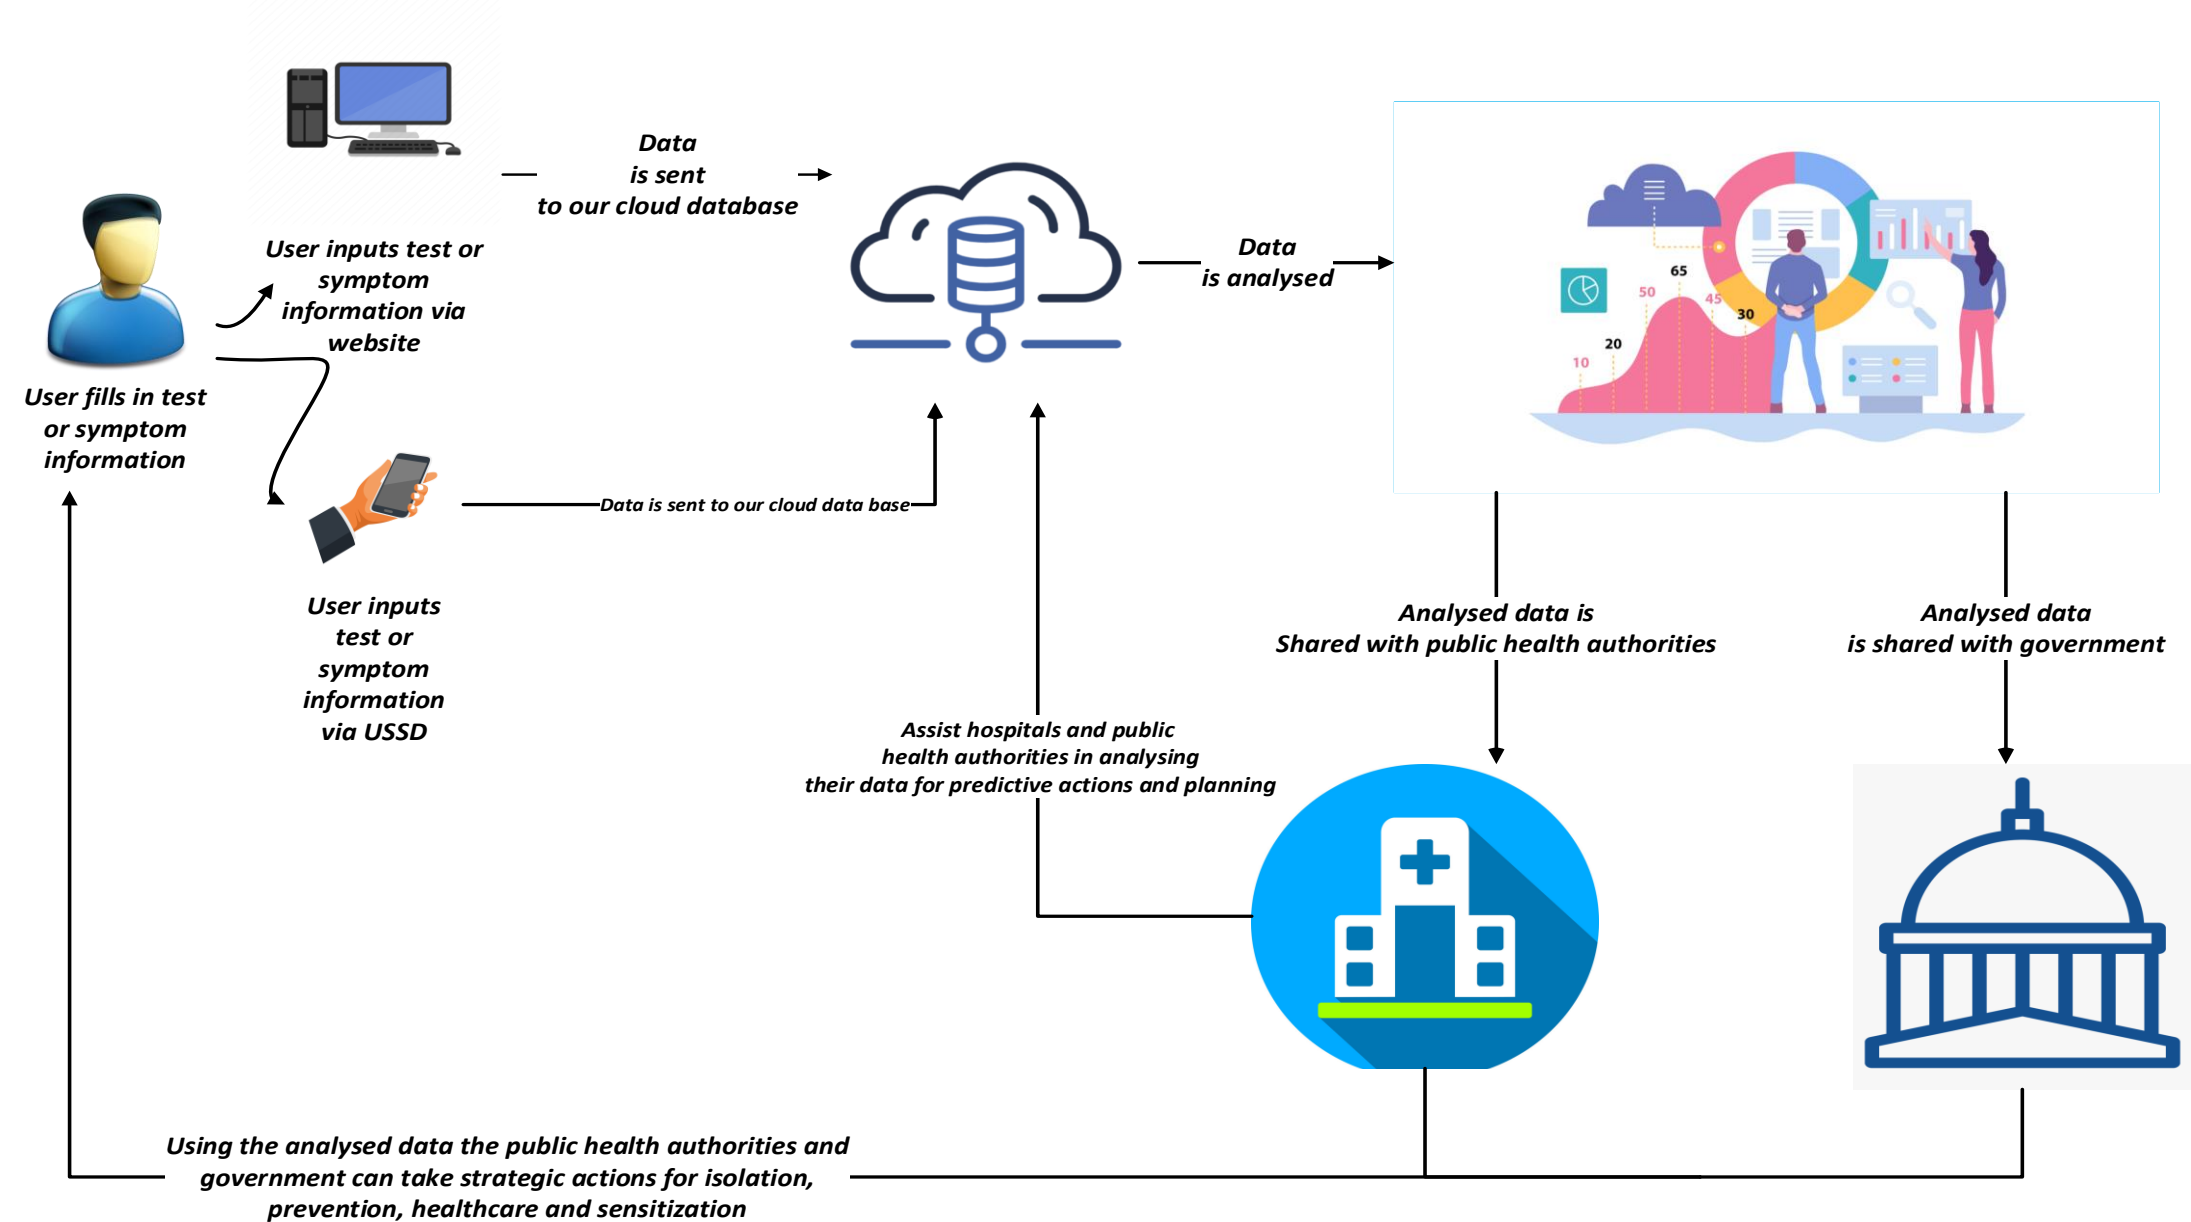 Data
is sent
to our cloud database
User inputs test or
symptom
information via
website
User fills in test
or symptom
information
Data
is analysed
10
20
50
65
45
30
Data is sent to our cloud data base
User inputs
test or
symptom
information
via USSD
Analysed data is
Shared with public health authorities
Analysed data
is shared with government
Assist hospitals and public
health authorities in analysing
their data for predictive actions and planning
Using the analysed data the public health authorities and
government can take strategic actions for isolation,
prevention, healthcare and sensitization